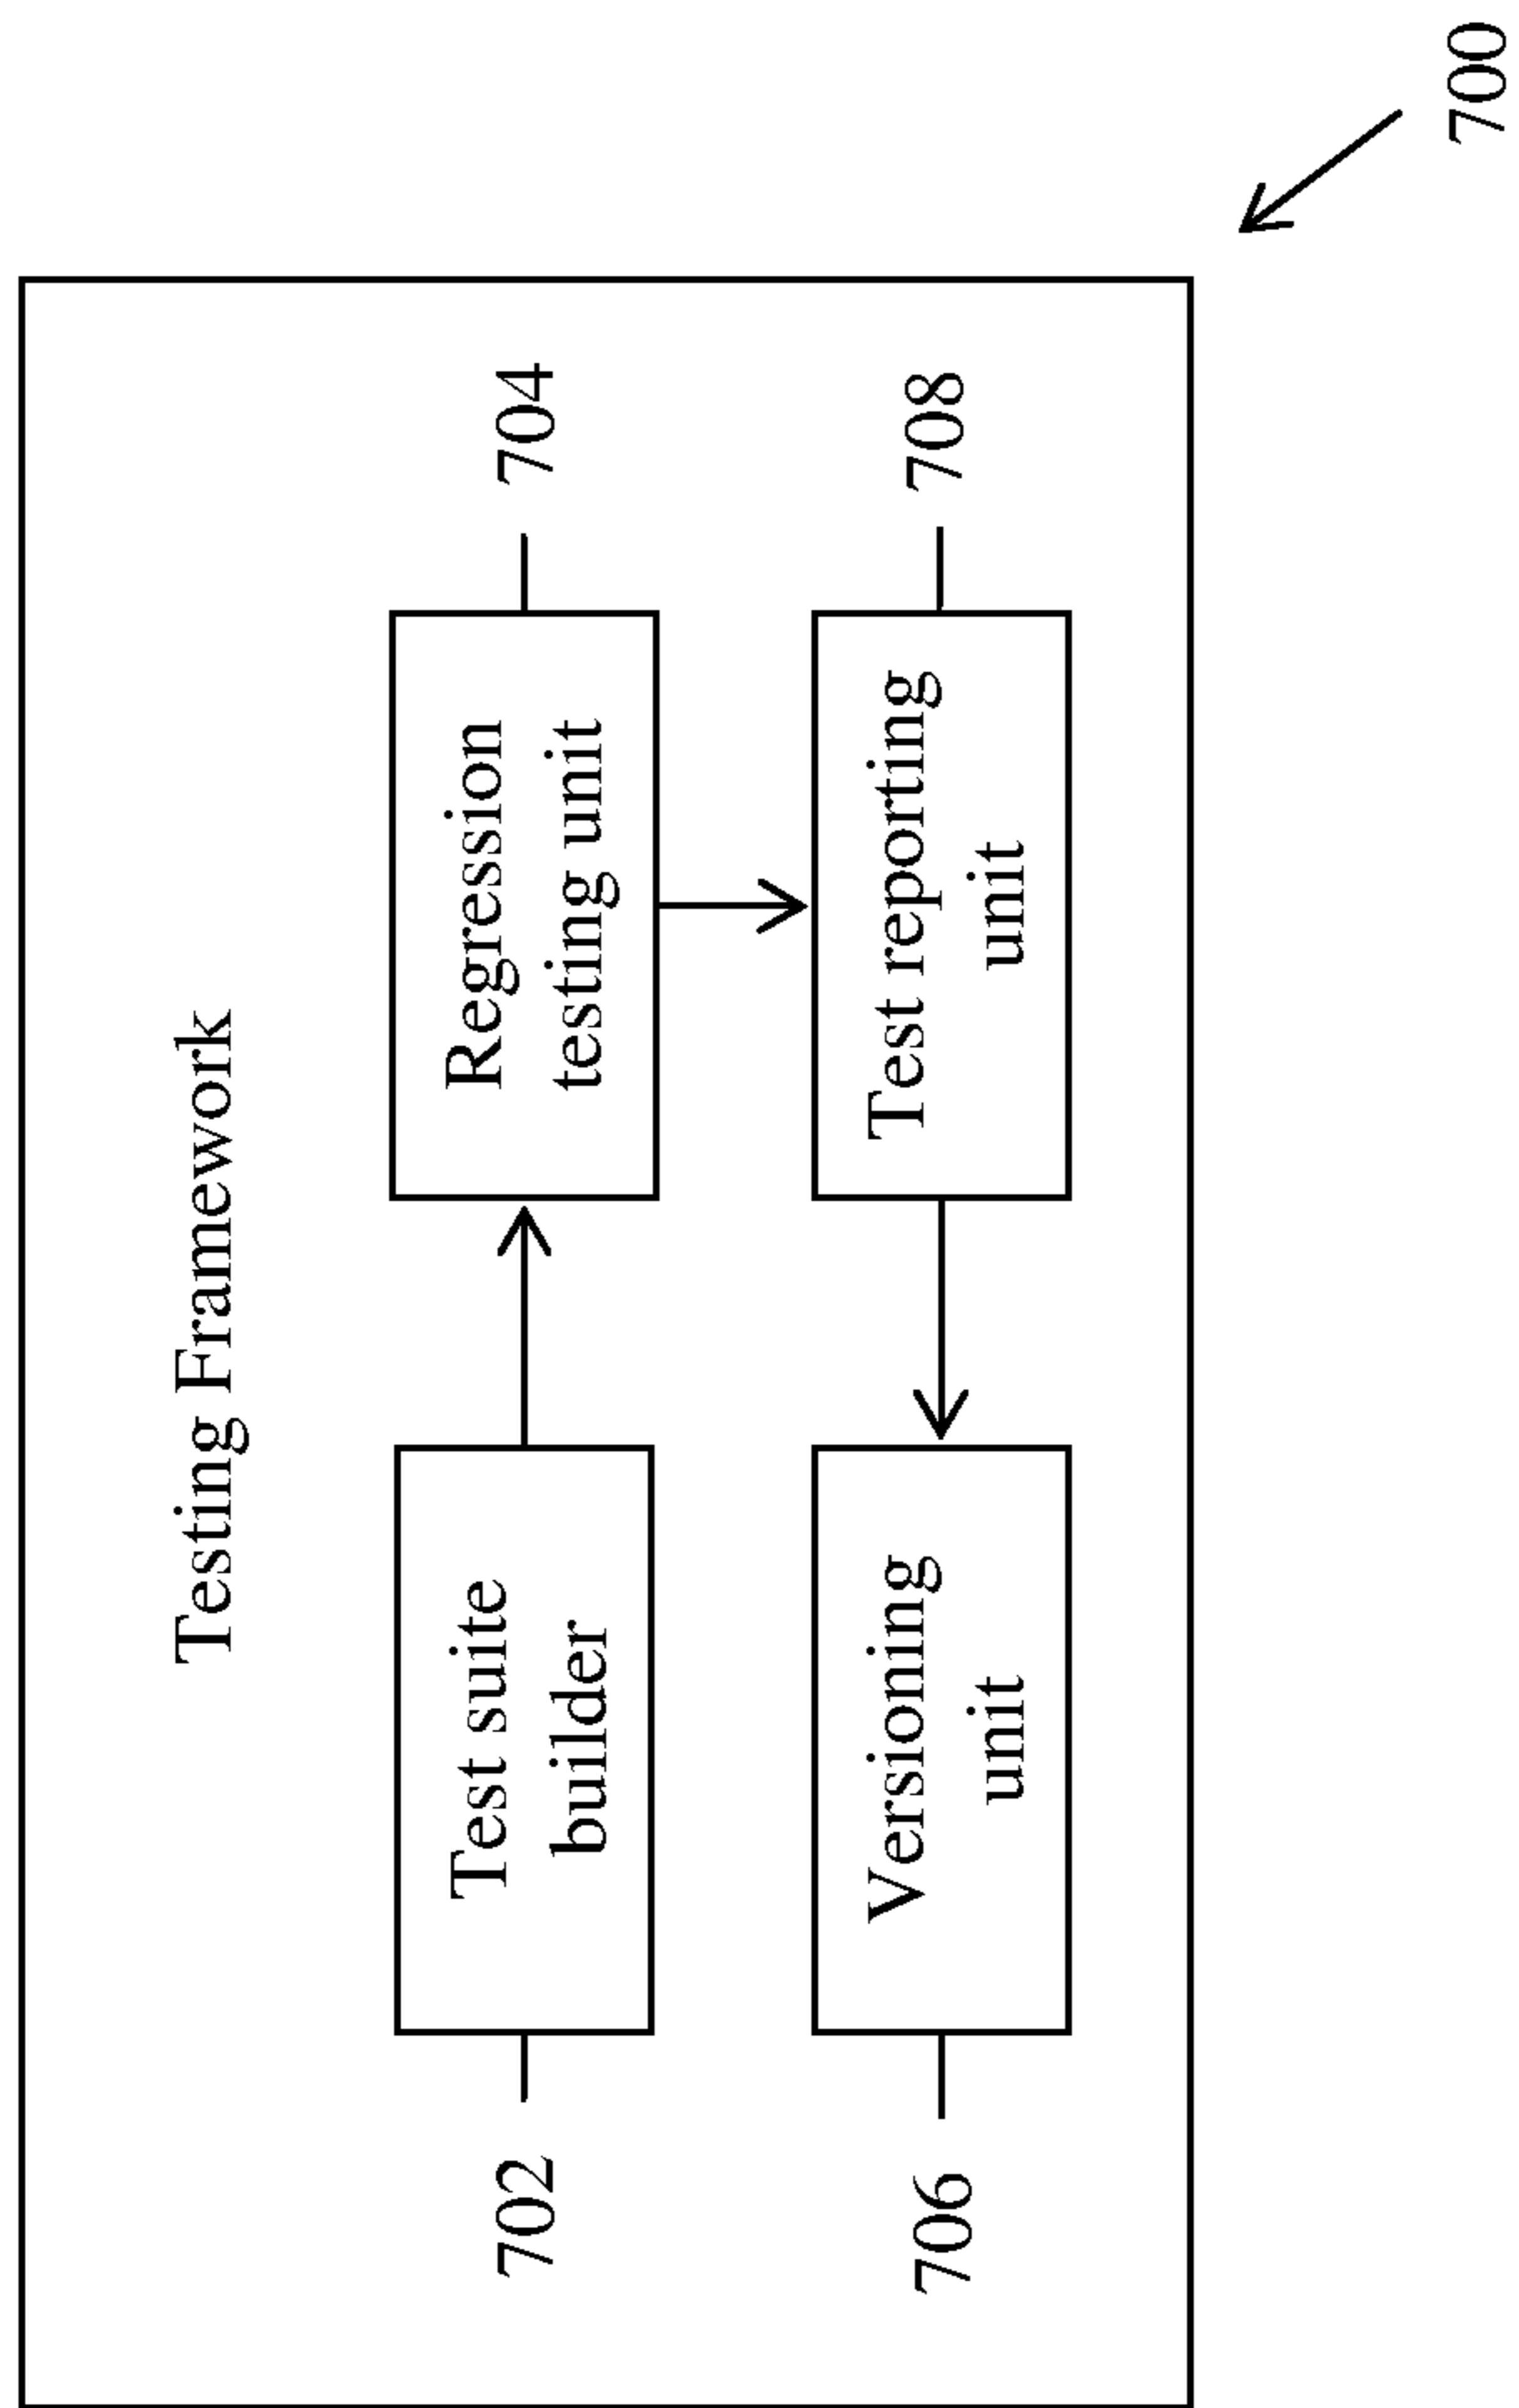 Testing Framework
702
Test suite
builder
Regression
testing unit
704
706
Versioning
unit
Test reporting
unit
708
700